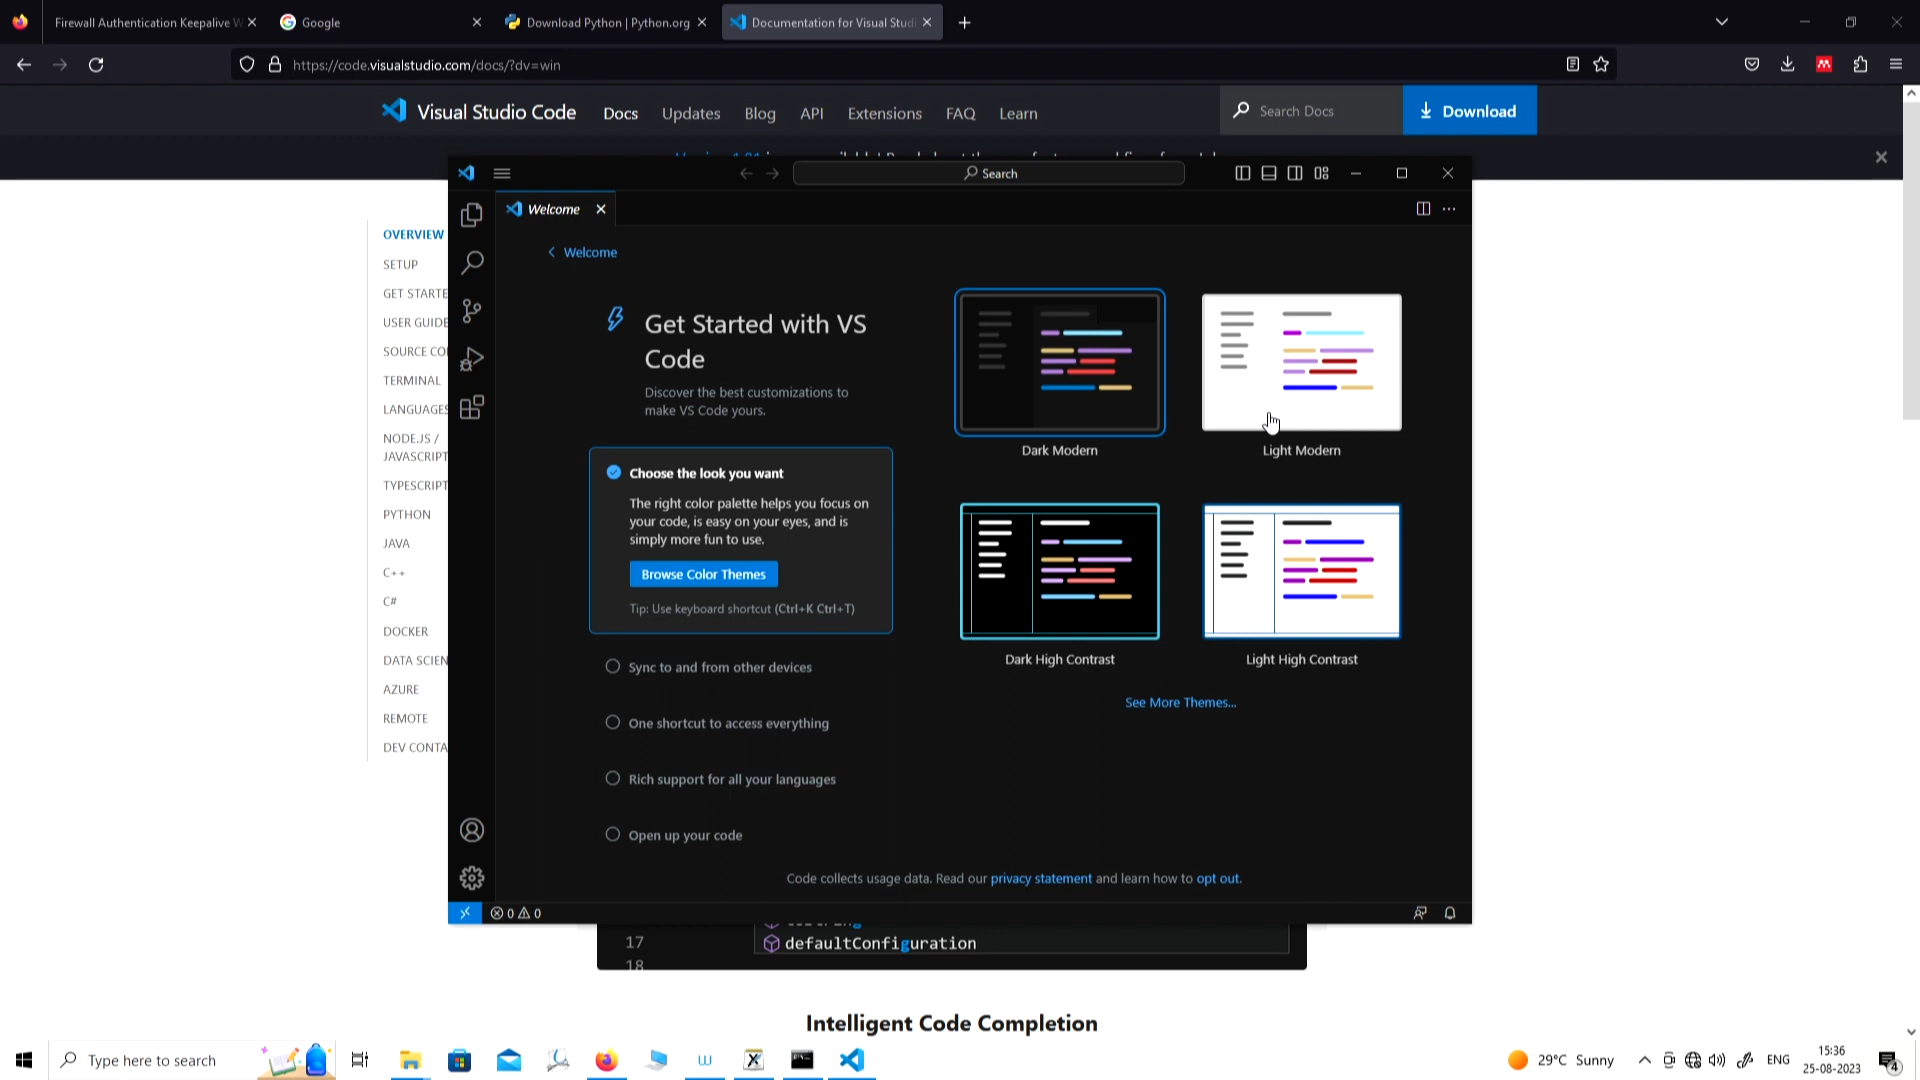 Firewall Authentication Keepalive W
Google
Download Python | Python.org
Documentation for Visual Studi
https://code.visualstudio.com/docs/?dv=win
Visual Studio Code
Docs
Updates
Blog
API
Extensions
FAQ
Learn
Search Docs
Download
Search
OVERVIEW
SETUP
GET STARTE
USER GUIDE
SOURCE CO
TERMINAL
LANGUAGES
NODE.JS /
JAVASCRIPT
TYPESCRIPT
PYTHON
JAVA
C++
C#
DOCKER
DATA SCIEN
AZURE
REMOTE
DEV CONTA
Welcome
Welcome
Get Started with VS
Code
Discover the best customizations to
make VS Code yours.
Choose the look you want
The right color palette helps you focus on
your code, is easy on your eyes, and is
simply more fun to use.
Browse Color Themes
Tip: Use keyboard shortcut (Ctrl+K Ctrl+T)
Sync to and from other devices
One shortcut to access everything
Rich support for all your languages
Open up your code
Dark Modern
Light Modern
Dark High Contrast
Light High Contrast
See More Themes...
Code collects usage data. Read our privacy statement and learn how to opt out.
0 0
17
defaultConfiguration
18
Intelligent Code Completion
Type here to search
29°C Sunny
ENG
15:36
25-08-2023
4